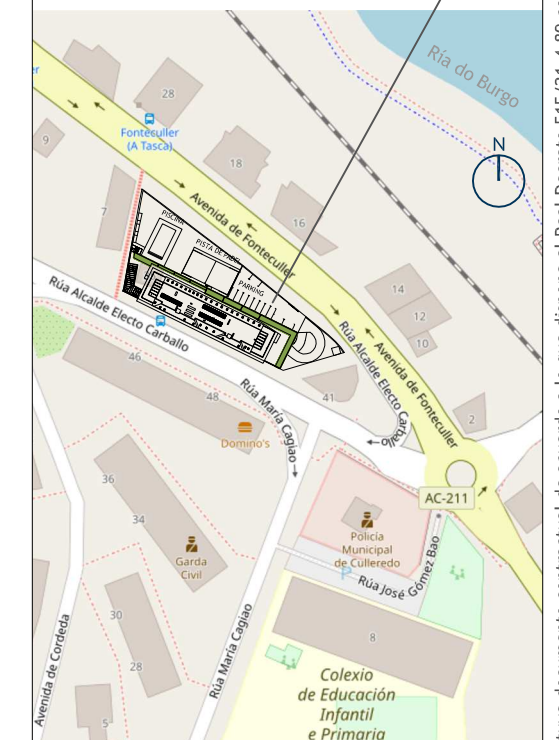 Ría do Burgo
N
er
28
Fonteculler
(A Tasca)
9
18
7
16
Avenida de Fonteculler
PISCINA
PISTA DE PADEL
PARKING
14
12
10
Rúa Alcalde Electo Carballo
Rúa Alcalde Electo Carballo
Avenida de Fonteculler
46
48
41
2
Rúa María Cagiao
Domino's
AC-211
36
34
Policía
Municipal
de Culleredo
Garda
Civil
P
Rúa José Gómez Bao
30
28
8
Rúa María Cagiao
Avenida de Cordeda
5
Colexio
de Educación
Infantil
e Primaria